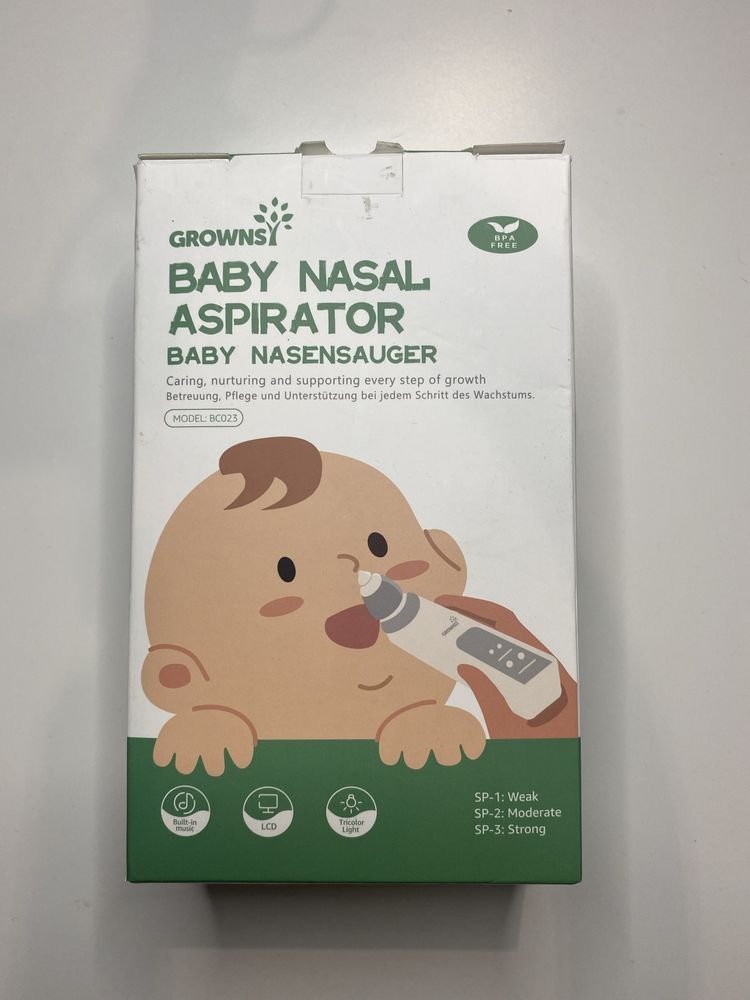 GROWNSY
BPA
FREE
BABY NASAL
ASPIRATOR
BABY NASENSAUGER
Caring, nurturing and supporting every step of growth
Betreuung, Pflege und Unterstützung bei jedem Schritt des Wachstums.
MODEL: BC023
GROWNSY
Built-in
music
LCD
Tricolor
Light
SP-1: Weak
SP-2: Moderate
SP-3: Strong